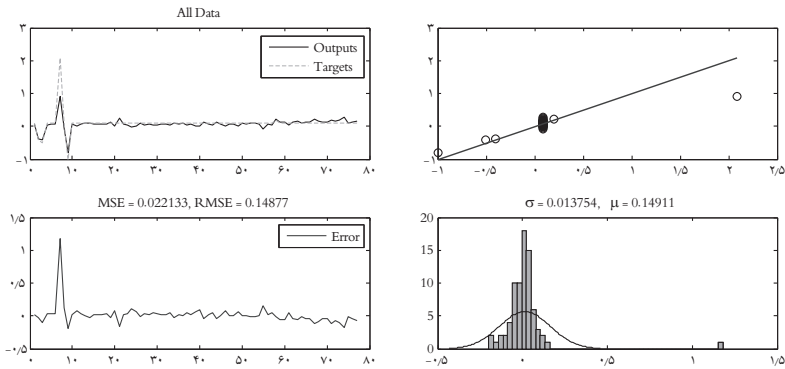 All Data
۳
۲
۱
۰
−۱
Outputs
Targets
۰ ۱۰ ۲۰ ۳۰ ۴۰ ۵۰ ۶۰ ۷۰ ۸۰
۳
۲
۱
۰
−۱
−۱ −۰/۵ ۰ ۰/۵ ۱ ۱/۵ ۲ ۲/۵
MSE = 0.022133, RMSE = 0.14877
۱/۵
۱
۰/۵
۰
−۰/۵
Error
۰ ۱۰ ۲۰ ۳۰ ۴۰ ۵۰ ۶۰ ۷۰ ۸۰
σ = 0.013754, μ = 0.14911
20
15
10
5
0
−۰/۵ ۰ ۰/۵ ۱ ۱/۵